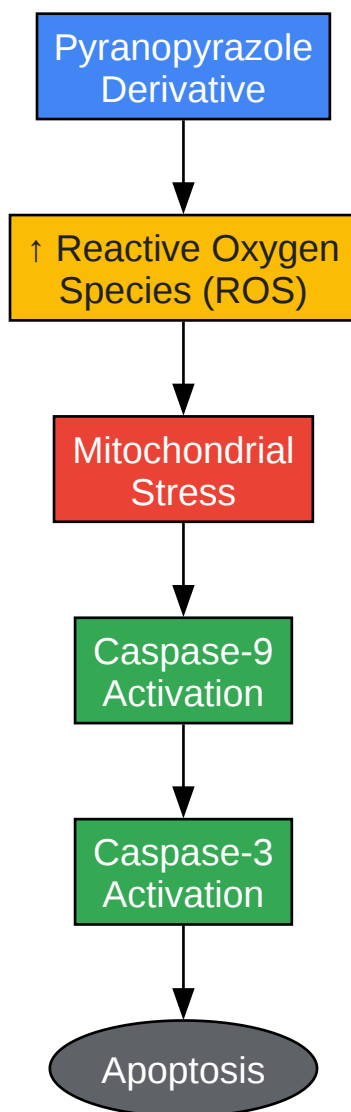 Pyranopyrazole
Derivative
↑ Reactive Oxygen
Species (ROS)
Mitochondrial
Stress
Caspase-9
Activation
Caspase-3
Activation
Apoptosis